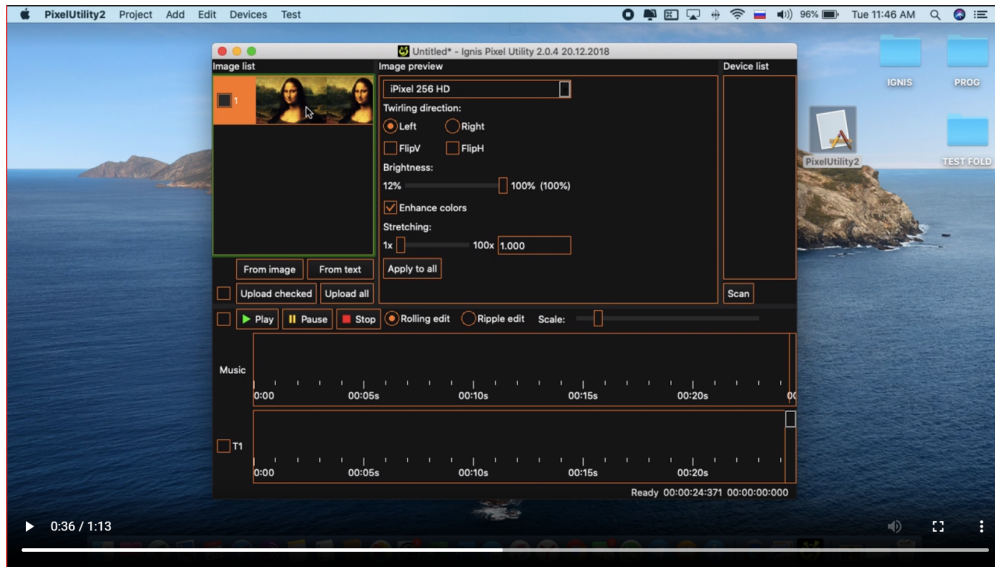 PixelUtility2 Project Add Edit Devices Test 96% Tue 11:46 AM
Untitled* - Ignis Pixel Utility 2.0.4 20.12.2018
Image list Image preview Device list
1
iPixel 256 HD
Twirling direction:
Left Right
FlipV FlipH
Brightness:
12% 100% (100%)
Enhance colors
Stretching:
1x 100x 1.000
From image From text Apply to all
Upload checked Upload all Scan
Play Pause Stop Rolling edit Ripple edit Scale:
Music
0:00 00:05s 00:10s 00:15s 00:20s
T1
0:00 00:05s 00:10s 00:15s 00:20s
Ready 00:00:24:371 00:00:00:000
IGNIS PROG
PixelUtility2 TEST FOLD
0:36 / 1:13